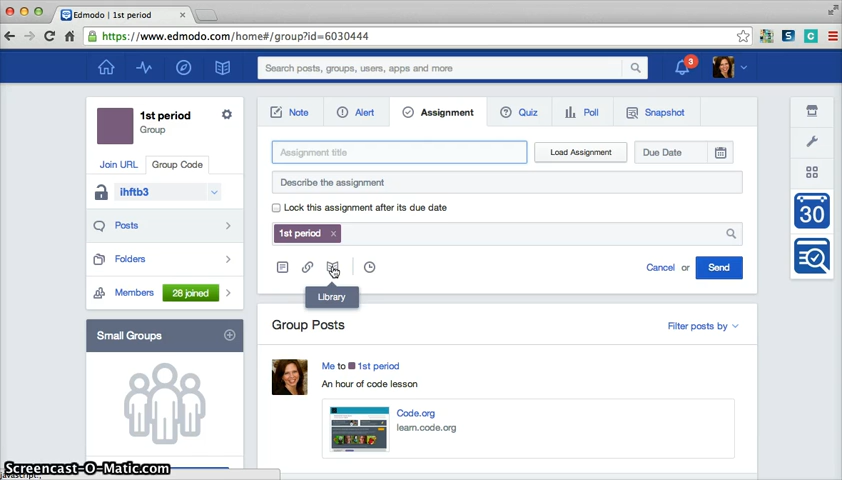 Edmodo | 1st period
https://www.edmodo.com/home#/group?id=6030444
Search posts, groups, users, apps and more
3
1st period
Group
Join URL
Group Code
ihftb3
Posts
Folders
Members
28 joined
Small Groups
Note
Alert
Assignment
Quiz
Poll
Snapshot
Assignment title
Load Assignment
Due Date
Describe the assignment
Lock this assignment after its due date
1st period x
Cancel or Send
Library
Group Posts
Filter posts by
Me to 1st period
An hour of code lesson
Code.org
learn.code.org
30
Screencast-O-Matic.com
javascript:;